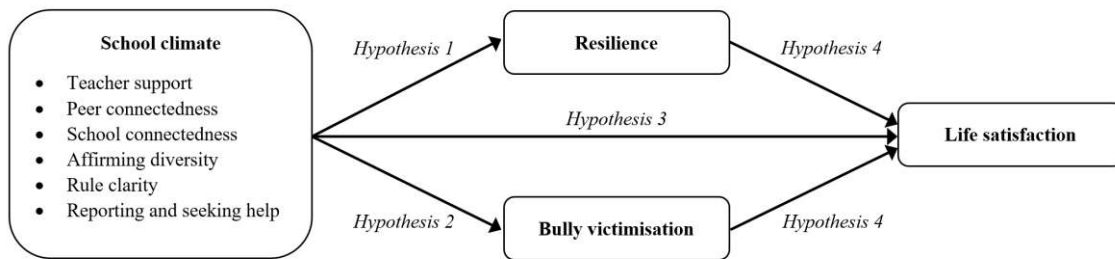 School climate
• Teacher support
• Peer connectedness
• School connectedness
• Affirming diversity
• Rule clarity
• Reporting and seeking help
Hypothesis 1
Resilience
Hypothesis 4
Hypothesis 3
Life satisfaction
Hypothesis 2
Bully victimisation
Hypothesis 4